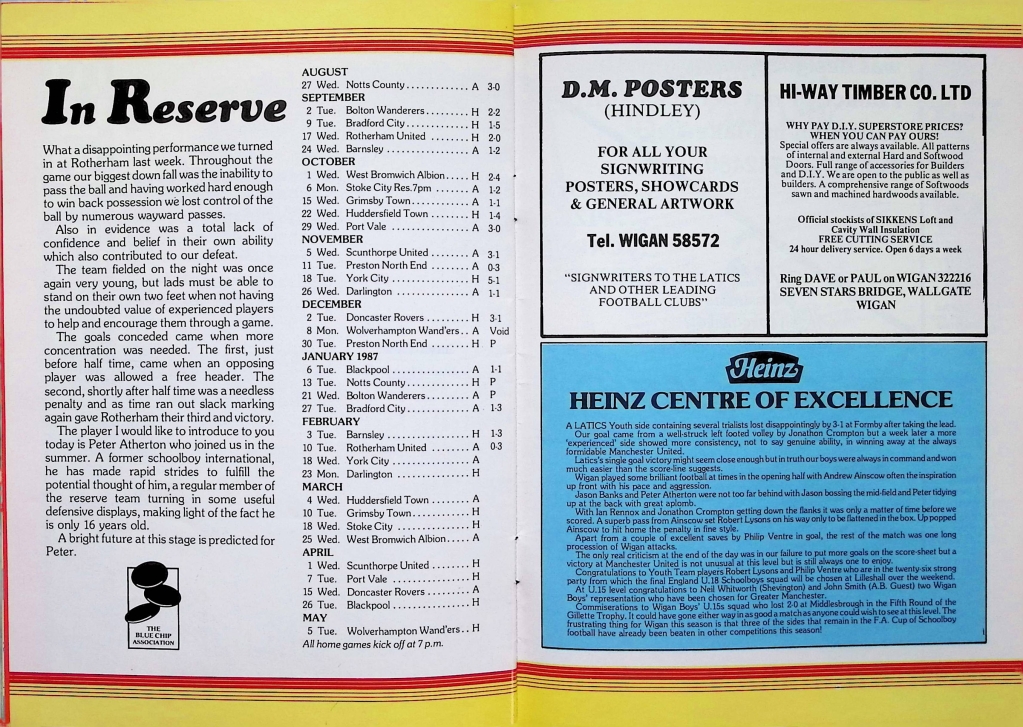 In Reserve
What a disappointing performance we turned
in at Rotherham last week. Throughout the
game our biggest down fall was the inability to
pass the ball and having worked hard enough
to win back possession we lost control of the
ball by numerous wayward passes.
Also in evidence was a total lack of
confidence and belief in their own ability
which also contributed to our defeat.
The team fielded on the night was once
again very young, but lads must be able to
stand on their own two feet when not having
the undoubted value of experienced players
to help and encourage them through a game.
The goals conceded came when more
concentration was needed. The first, just
before half time, came when an opposing
player was allowed a free header. The
second, shortly after half time was a needless
penalty and as time ran out slack marking
again gave Rotherham their third and victory.
The player I would like to introduce to you
today is Peter Atherton who joined us in the
summer. A former schoolboy international,
he has made rapid strides to fulfill the
potential thought of him, a regular member of
the reserve team turning in some useful
defensive displays, making light of the fact he
is only 16 years old.
A bright future at this stage is predicted for
Peter.
THE
BLUE CHIP
ASSOCIATION
AUGUST
27 Wed. Notts County ............ A 3-0
SEPTEMBER
2 Tue. Bolton Wanderers ........ H 2-2
9 Tue. Bradford City ............ H 1-5
17 Wed. Rotherham United ....... H 2-0
24 Wed. Barnsley ................ A 1-2
OCTOBER
1 Wed. West Bromwich Albion ..... H 2-4
6 Mon. Stoke City Res. 7pm ....... A 1-2
15 Wed. Grimsby Town ........... A 1-1
22 Wed. Huddersfield Town ........ H 1-4
29 Wed. Port Vale ............... A 3-0
NOVEMBER
5 Wed. Scunthorpe United ........ A 3-1
11 Tue. Preston North End ........ A 0-3
18 Tue. York City ............... H 5-1
26 Wed. Darlington .............. A 1-1
DECEMBER
2 Tue. Doncaster Rovers ......... H 3-1
8 Mon. Wolverhampton Wand'ers .. A Void
30 Tue. Preston North End ........ H P
JANUARY 1987
6 Tue. Blackpool ................ A 1-1
13 Tue. Notts County ............ H P
21 Wed. Bolton Wanderers ........ A P
27 Tue. Bradford City ............ A 1-3
FEBRUARY
3 Tue. Barnsley ................ H 1-3
10 Tue. Rotherham United ........ A 0-3
18 Wed. York City ............... A
23 Mon. Darlington .............. H
MARCH
4 Wed. Huddersfield Town ........ A
10 Tue. Grimsby Town ............ H
18 Wed. Stoke City .............. H
25 Wed. West Bromwich Albion ..... A
APRIL
1 Wed. Scunthorpe United ........ H
7 Tue. Port Vale ................ H
15 Wed. Doncaster Rovers ........ A
26 Tue. Blackpool ............... H
MAY
5 Tue. Wolverhampton Wand'ers .. H
All home games kick off at 7 p.m.
D.M. POSTERS
(HINDLEY)
FOR ALL YOUR
SIGNWRITING
POSTERS, SHOWCARDS
& GENERAL ARTWORK
Tel. WIGAN 58572
"SIGNWRITERS TO THE LATICS
AND OTHER LEADING
FOOTBALL CLUBS"
HI-WAY TIMBER CO. LTD
WHY PAY D.I.Y. SUPERSTORE PRICES?
WHEN YOU CAN PAY OURS!
Special offers are always available. All patterns
of internal and external Hard and Softwood
Doors. Full range of accessories for Builders
and D.I.Y. We are open to the public as well as
builders. A comprehensive range of Softwoods
sawn and machined hardwoods available.
Official stockists of SIKKENS Loft and
Cavity Wall Insulation
FREE CUTTING SERVICE
24 hour delivery service. Open 6 days a week
Ring DAVE or PAUL on WIGAN 322216
SEVEN STARS BRIDGE, WALLGATE
WIGAN
Heinz
HEINZ CENTRE OF EXCELLENCE
A LATICS Youth side containing several trialists lost disappointingly by 3-1 at Formby after taking the lead.
Our goal came from a well-struck left footed volley by Jonathon Crompton but a week later a more
'experienced' side showed more consistency, not to say genuine ability, in winning away at the always
formidable Manchester United.
Latics's single goal victory might seem close enough but in truth our boys were always in command and won
much easier than the score-line suggests.
Wigan played some brilliant football at times in the opening half with Andrew Ainscow often the inspiration
up front with his pace and aggression.
Jason Banks and Peter Atherton were not too far behind with Jason bossing the mid-field and Peter tidying
up at the back with great aplomb.
With Ian Rennox and Jonathon Crompton getting down the flanks it was only a matter of time before we
scored. A superb pass from Ainscow set Robert Lysons on his way only to be flattened in the box. Up popped
Ainscow to hit home the penalty in fine style.
Apart from a couple of excellent saves by Philip Ventre in goal, the rest of the match was one long
procession of Wigan attacks.
The only real criticism at the end of the day was in our failure to put more goals on the score-sheet but a
victory at Manchester United is not unusual at this level but is still always one to enjoy.
Congratulations to Youth Team players Robert Lysons and Philip Ventre who are in the twenty-six strong
party from which the final England U.18 Schoolboys squad will be chosen at Lilleshall over the weekend.
At U.15 level congratulations to Neil Whitworth (Shevington) and John Smith (A.B. Guest) two Wigan
Boys' representation who have been chosen for Greater Manchester.
Commiserations to Wigan Boys' U.15s squad who lost 2-0 at Middlesbrough in the Fifth Round of the
Gillette Trophy. It could have gone either way in as good a match as anyone could wish to see at this level. The
frustrating thing for Wigan this season is that three of the sides that remain in the F.A. Cup of Schoolboy
football have already been beaten in other competitions this season!